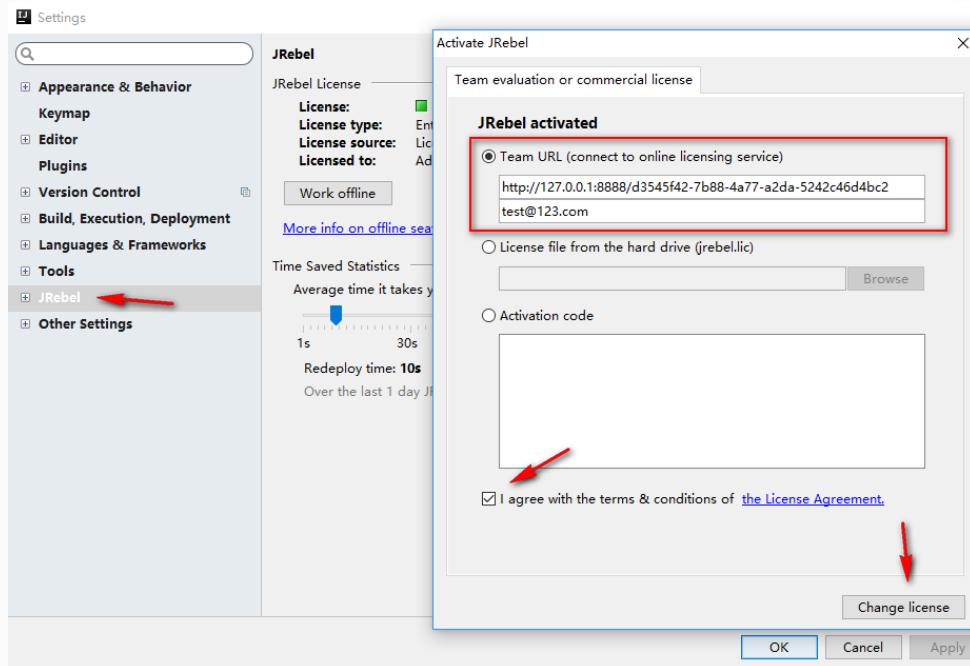 Settings
Appearance & Behavior
Keymap
Editor
Plugins
Version Control
Build, Execution, Deployment
Languages & Frameworks
Tools
JRebel
Other Settings
JRebel
JRebel License
License:
License type: Ent
License source: Lic
Licensed to: Ad
Work offline
More info on offline sea
Time Saved Statistics
Average time it takes y
1s 30s
Redeploy time: 10s
Over the last 1 day JR
Activate JRebel
Team evaluation or commercial license
JRebel activated
Team URL (connect to online licensing service)
http://127.0.0.1:8888/d3545f42-7b88-4a77-a2da-5242c46d4bc2
test@123.com
License file from the hard drive (jrebel.lic)
Browse
Activation code
I agree with the terms & conditions of the License Agreement.
Change license
OK Cancel Apply